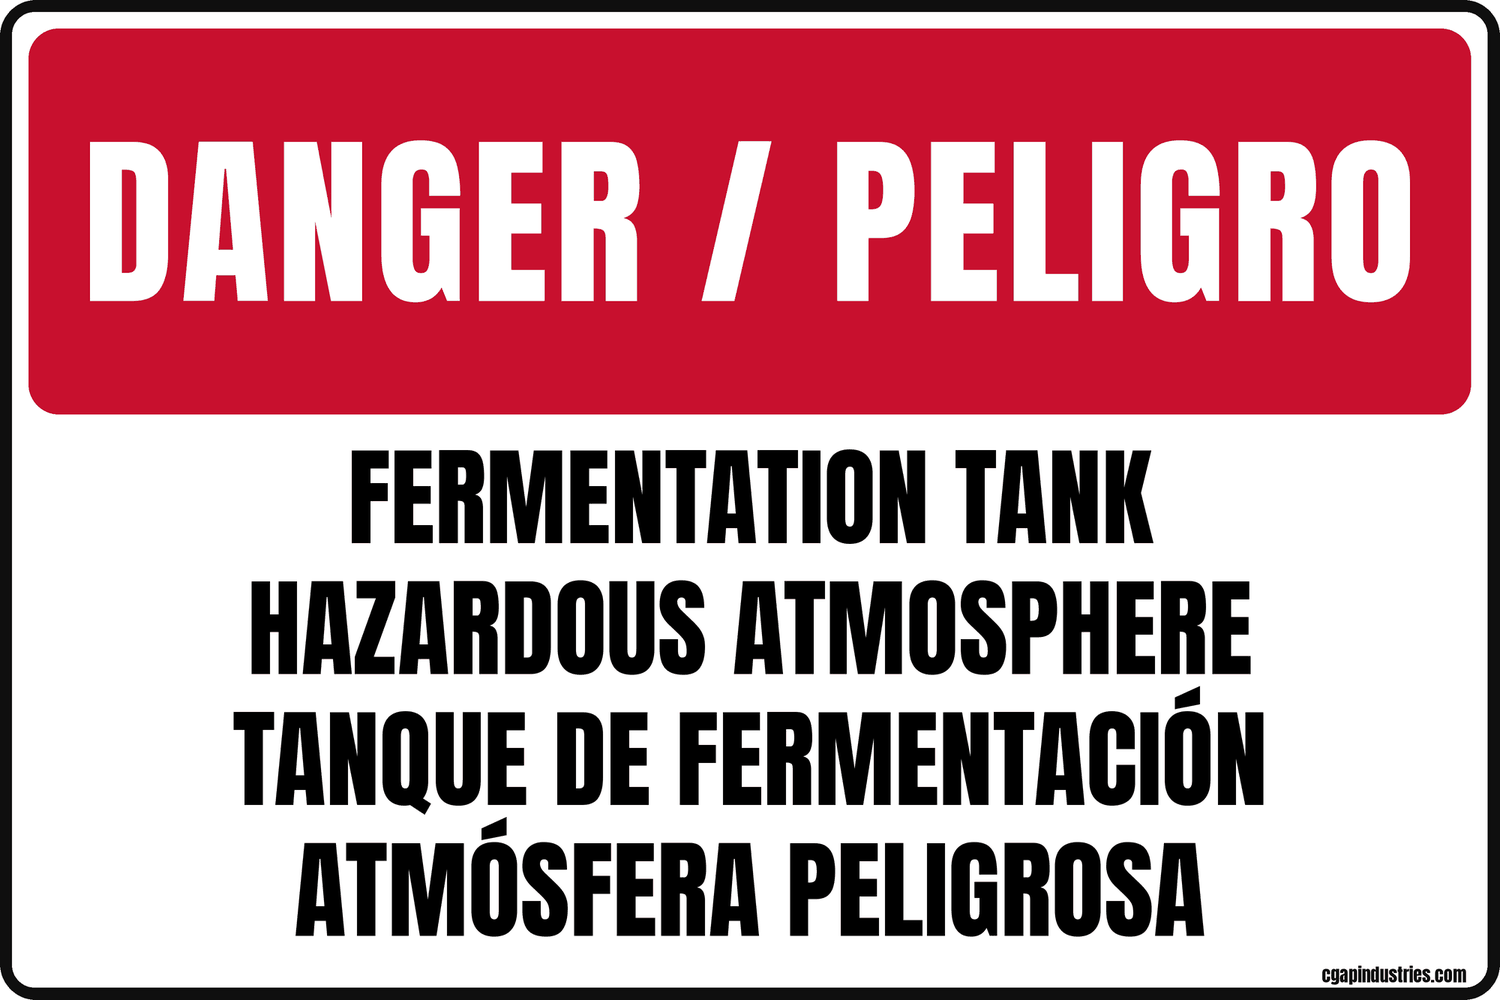 DANGER / PELIGRO
FERMENTATION TANK
HAZARDOUS ATMOSPHERE
TANQUE DE FERMENTACIÓN
ATMÓSFERA PELIGROSA
cgapindustries.com